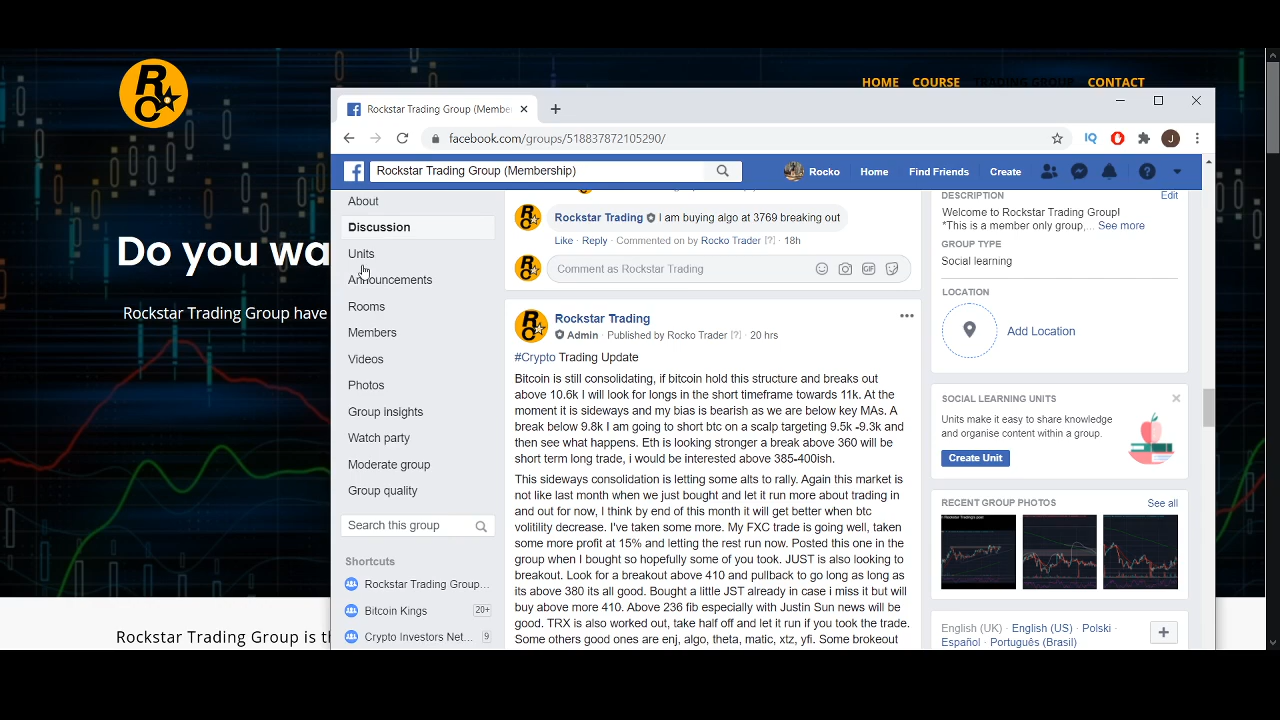 RC
HOME COURSE TRADING GROUP CONTACT
Do you wa
Rockstar Trading Group have
Rockstar Trading Group is th
Rockstar Trading Group (Membe
facebook.com/groups/518837872105290/
IQ
J
Rockstar Trading Group (Membership)
Rocko Home Find Friends Create
About
Discussion
Units
Announcements
Rooms
Members
Videos
Photos
Group Insights
Watch party
Moderate group
Group quality
Search this group
Shortcuts
Rockstar Trading Group...
Bitcoin Kings 20+
Crypto Investors Net... 9
Rockstar Trading I am buying algo at 3769 breaking out
Like · Reply · Commented on by Rocko Trader [?] · 18h
Comment as Rockstar Trading
GIF
Rockstar Trading
Admin · Published by Rocko Trader [?] · 20 hrs
#Crypto Trading Update
Bitcoin is still consolidating, if bitcoin hold this structure and breaks out
above 10.6k I will look for longs in the short timeframe towards 11k. At the
moment it is sideways and my bias is bearish as we are below key MAs. A
break below 9.8k I am going to short btc on a scalp targeting 9.5k -9.3k and
then see what happens. Eth is looking stronger a break above 360 will be
short term long trade, i would be interested above 385-400ish.
This sideways consolidation is letting some alts to rally. Again this market is
not like last month when we just bought and let it run more about trading in
and out for now, I think by end of this month it will get better when btc
volitility decrease. I've taken some more. My FXC trade is going well, taken
some more profit at 15% and letting the rest run now. Posted this one in the
group when I bought so hopefully some of you took. JUST is also looking to
breakout. Look for a breakout above 410 and pullback to go long as long as
its above 380 its all good. Bought a little JST already in case i miss it but will
buy above more 410. Above 236 fib especially with Justin Sun news will be
good. TRX is also worked out, take half off and let it run if you took the trade.
Some others good ones are enj, algo, theta, matic, xtz, yfi. Some brokeout
DESCRIPTION Edit
Welcome to Rockstar Trading Group!
*This is a member only group,... See more
GROUP TYPE
Social learning
LOCATION
Add Location
SOCIAL LEARNING UNITS
Units make it easy to share knowledge
and organise content within a group.
Create Unit
RECENT GROUP PHOTOS See all
English (UK) · English (US) · Polski ·
Español · Português (Brasil)